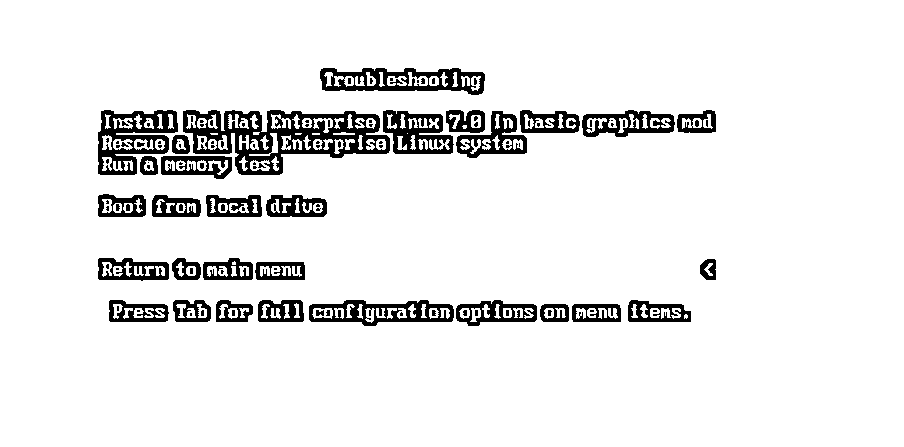 Troubleshooting
Install Red Hat Enterprise Linux 7.0 in basic graphics mod
Rescue a Red Hat Enterprise Linux system
Run a memory test
Boot from local drive
Return to main menu <
Press Tab for full configuration options on menu items.